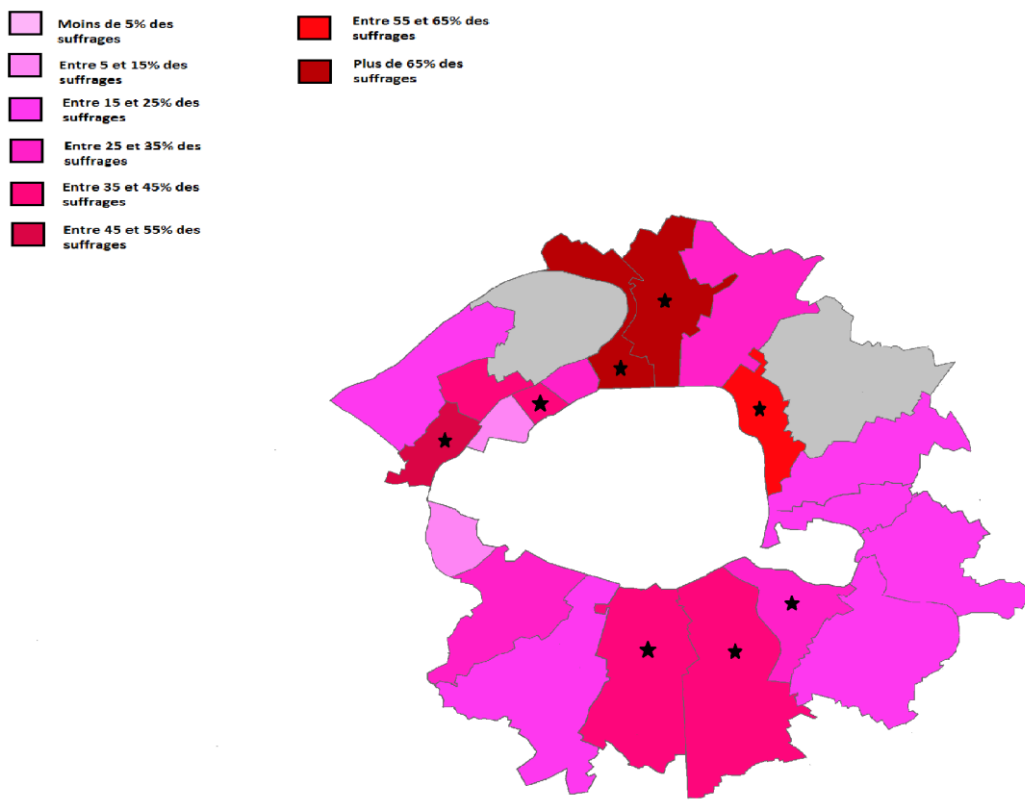 Moins de 5% des
suffrages
Entre 5 et 15% des
suffrages
Entre 15 et 25% des
suffrages
Entre 25 et 35% des
suffrages
Entre 35 et 45% des
suffrages
Entre 45 et 55% des
suffrages
Entre 55 et 65% des
suffrages
Plus de 65% des
suffrages